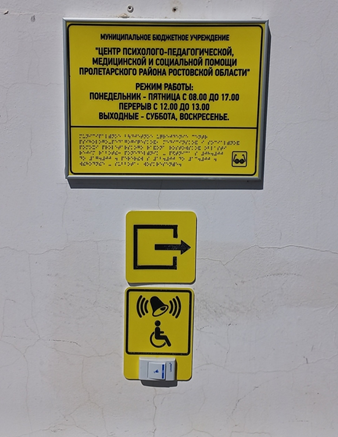 МУНИЦИПАЛЬНОЕ БЮДЖЕТНОЕ УЧРЕЖДЕНИЕ
"ЦЕНТР ПСИХОЛОГО-ПЕДАГОГИЧЕСКОЙ,
МЕДИЦИНСКОЙ И СОЦИАЛЬНОЙ ПОМОЩИ
ПРОЛЕТАРСКОГО РАЙОНА РОСТОВСКОЙ ОБЛАСТИ"
РЕЖИМ РАБОТЫ:
ПОНЕДЕЛЬНИК - ПЯТНИЦА С 08.00 ДО 17.00
ПЕРЕРЫВ С 12.00 ДО 13.00
ВЫХОДНЫЕ - СУББОТА, ВОСКРЕСЕНЬЕ.